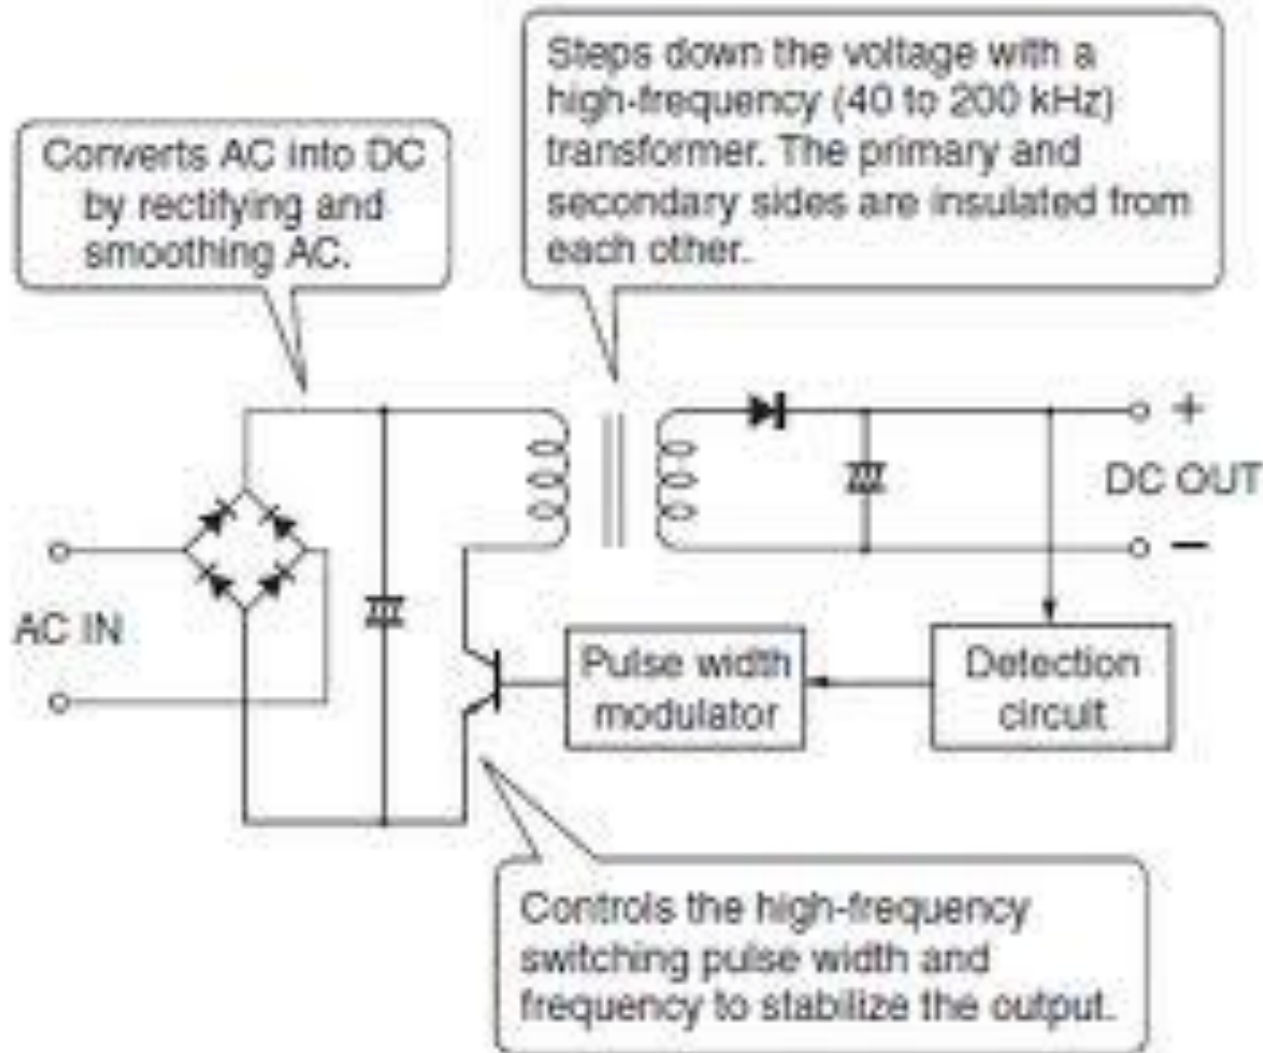 Steps down the voltage with a
high-frequency (40 to 200 kHz)
transformer. The primary and
secondary sides are insulated from
each other.
Converts AC into DC
by rectifying and
smoothing AC.
+
DC OUT
−
AC IN
Pulse width
modulator
Detection
circuit
Controls the high-frequency
switching pulse width and
frequency to stabilize the output.